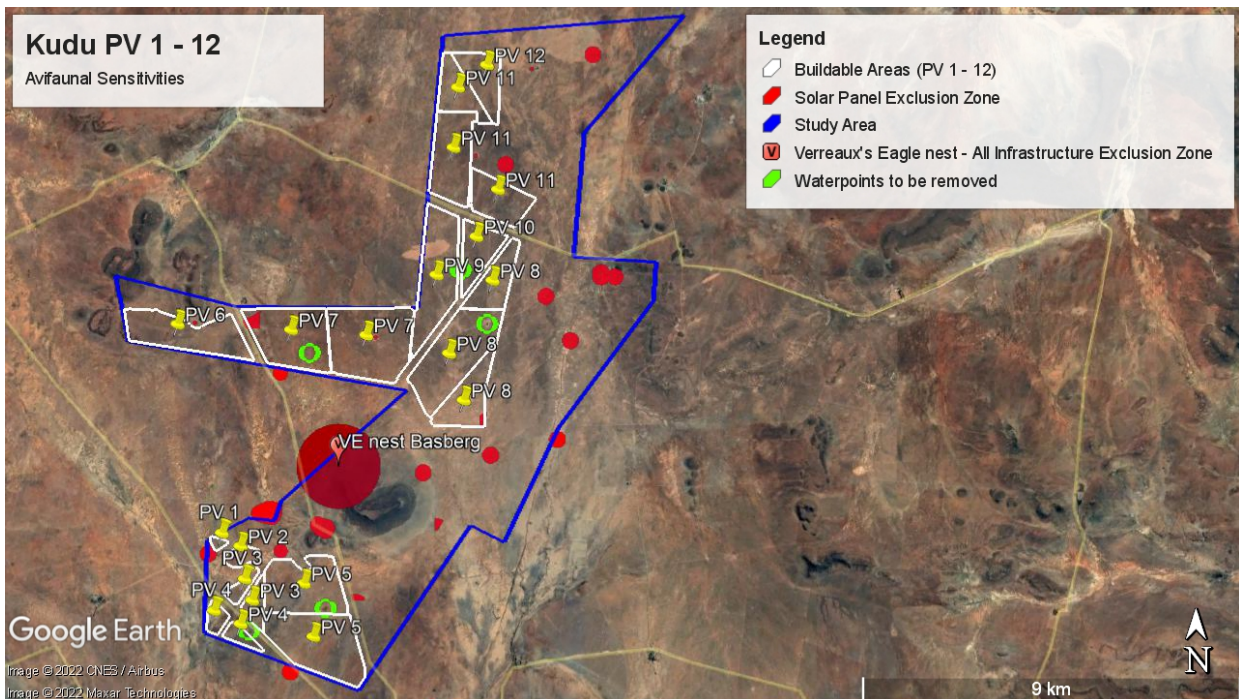 Kudu PV 1 - 12
Avifaunal Sensitivities
Legend
Buildable Areas (PV 1 - 12)
Solar Panel Exclusion Zone
Study Area
V Verreaux's Eagle nest - All Infrastructure Exclusion Zone
Waterpoints to be removed
PV 12
PV 11
PV 11
PV 11
PV 10
PV 9
PV 8
PV 6
PV 7
PV 7
PV 8
PV 8
VE nest Basberg
PV 1
PV 2
PV 3
PV 5
PV 3
PV 4
PV 4
PV 5
Google Earth
Image © 2022 CNES / Airbus
Image © 2022 Maxar Technologies
N
9 km